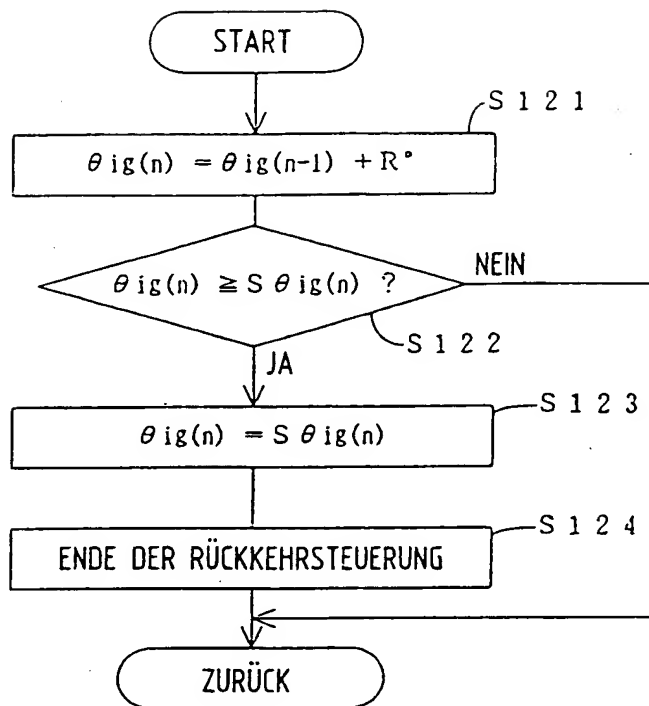 START
S 1 2 1
θ ig(n) = θ ig(n-1) + R°
θ ig(n) ≧ S θ ig(n) ?
NEIN
S 1 2 2
JA
S 1 2 3
θ ig(n) = S θ ig(n)
S 1 2 4
ENDE DER RÜCKKEHRSTEUERUNG
ZURÜCK